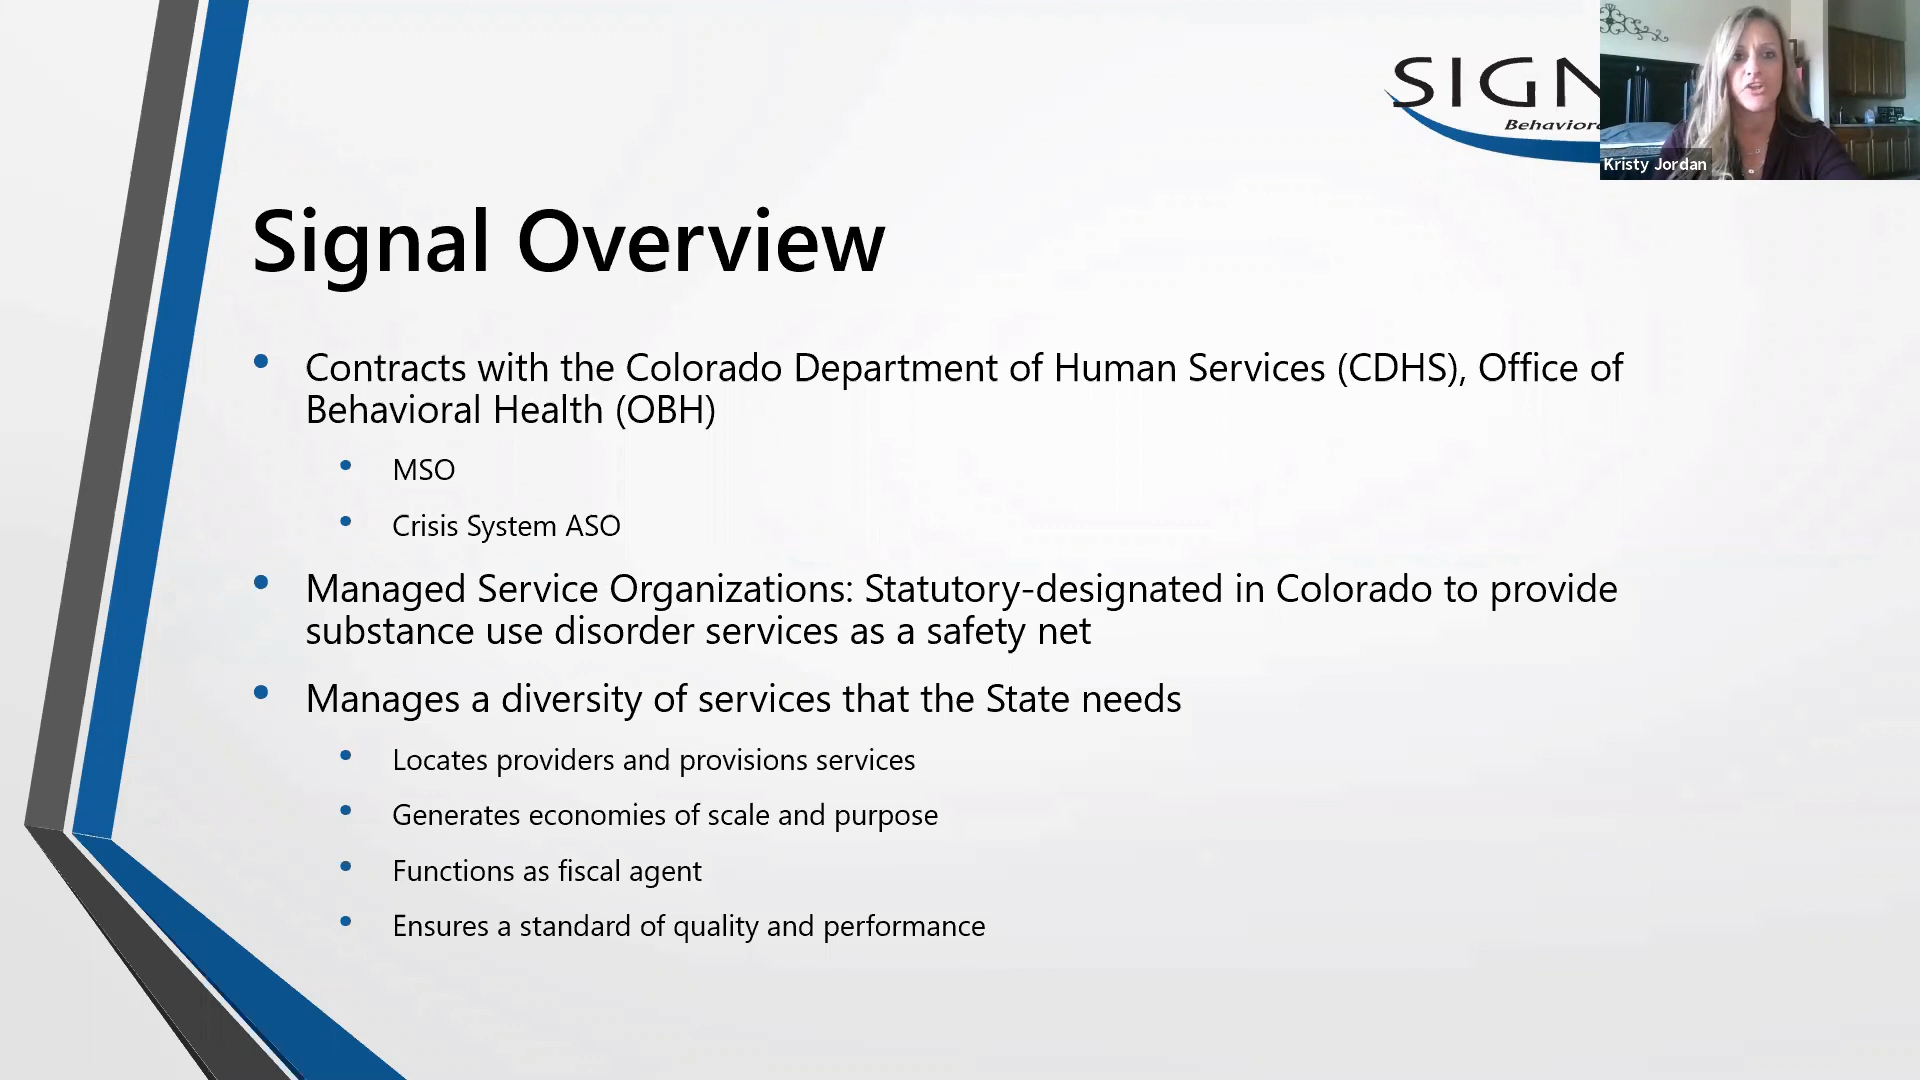 SIGN
Behavior
Kristy Jordan
Signal Overview
Contracts with the Colorado Department of Human Services (CDHS), Office of
Behavioral Health (OBH)
MSO
Crisis System ASO
Managed Service Organizations: Statutory-designated in Colorado to provide
substance use disorder services as a safety net
Manages a diversity of services that the State needs
Locates providers and provisions services
Generates economies of scale and purpose
Functions as fiscal agent
Ensures a standard of quality and performance